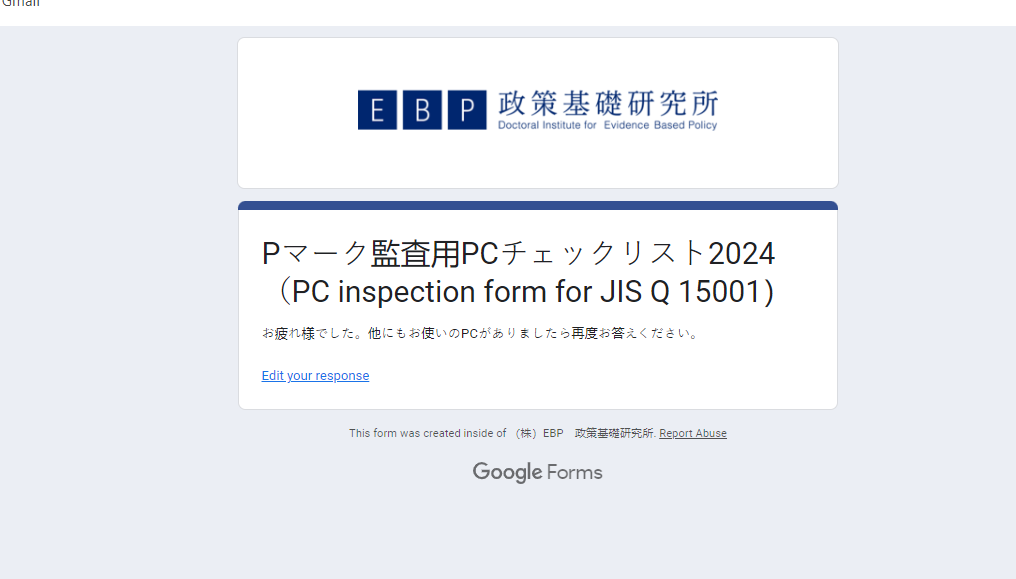 Gmail
E B P 政策基礎研究所
Doctoral Institute for Evidence Based Policy
Pマーク監査用PCチェックリスト2024
（PC inspection form for JIS Q 15001）
お疲れ様でした。他にもお使いのPCがありましたら再度お答えください。
Edit your response
This form was created inside of （株）EBP　政策基礎研究所. Report Abuse
Google Forms